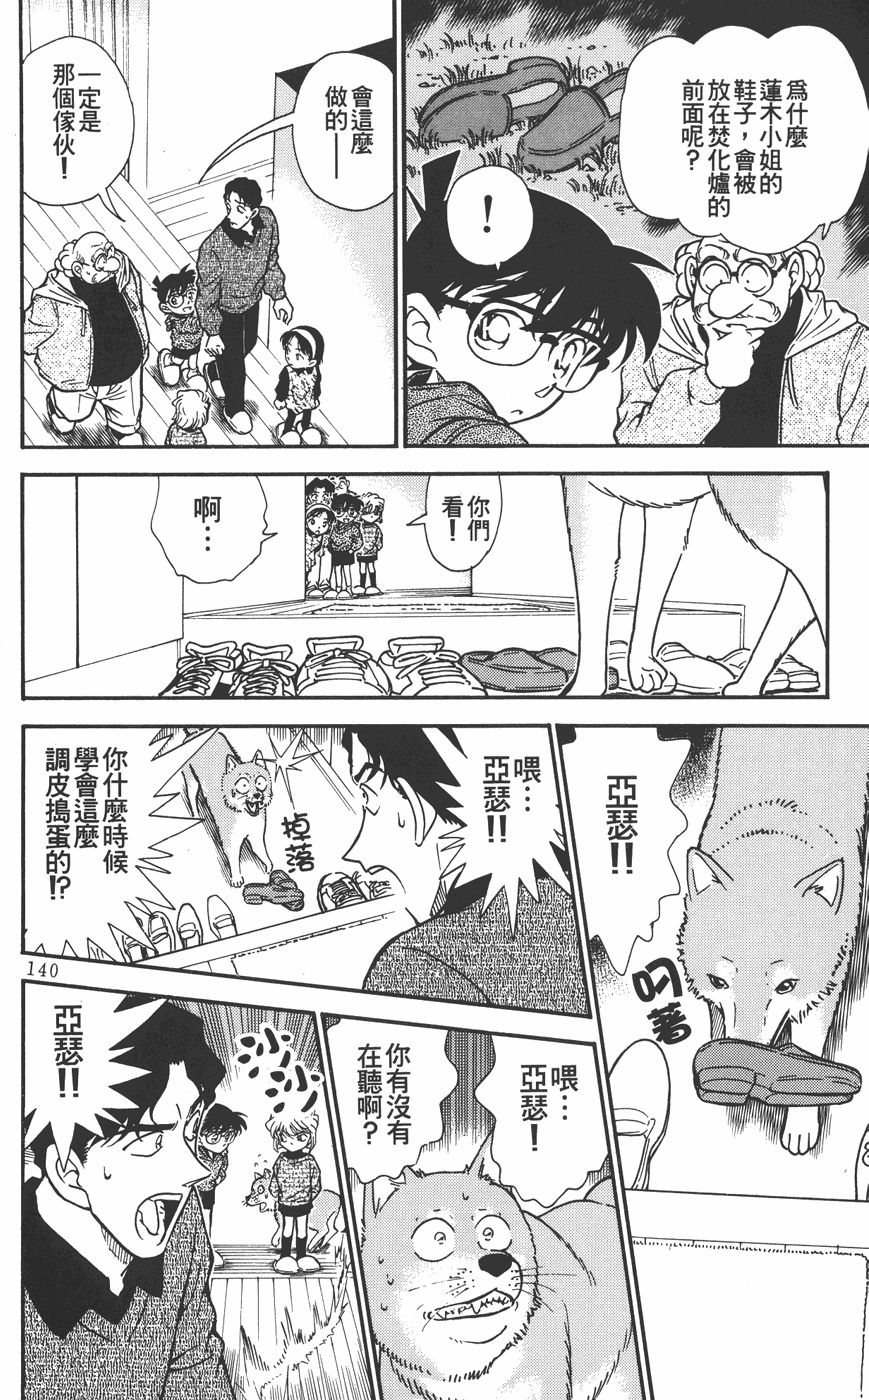 爲什麼
蓮木小姐的
鞋子，會被
放在焚化爐的
前面呢？
！
會這麼
做的——
一定是
那個傢伙！
你們
看！
啊…
亞瑟!!
叼著
喂…
亞瑟!!
掉落
你什麼時候
學會這麼
調皮搗蛋的!?
喂…
亞瑟！
你有沒有
在聽啊？
沙沙
亞瑟!!
140